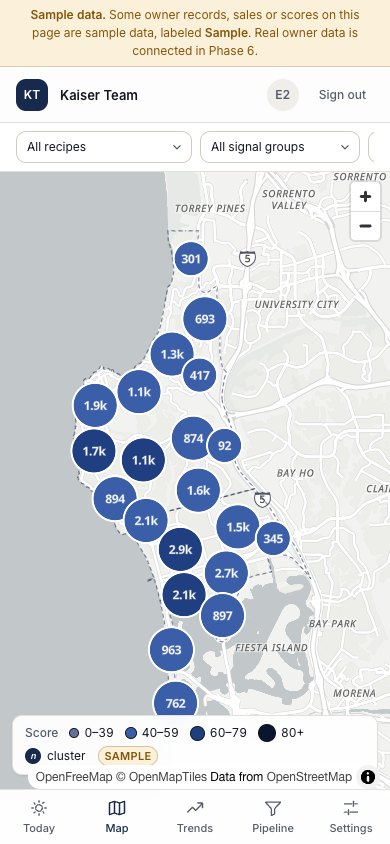 Sample data. Some owner records, sales or scores on this
page are sample data, labeled Sample. Real owner data is
connected in Phase 6.
KT Kaiser Team E2 Sign out
All recipes All signal groups
SORRENTO
TORREY PINES
SORRENTO
VALLEY
+
−
301
5
UNIVERSITY CITY
693
1.3k
417
1.1k
1.9k
874
92
1.7k
1.1k
BAY HO
1.6k
894
5
CLAI
2.1k
1.5k
345
2.9k
2.7k
2.1k
897
BAY PARK
963
FIESTA ISLAND
MORENA
762
Score 0–39 40–59 60–79 80+
n cluster SAMPLE
OpenFreeMap © OpenMapTiles Data from OpenStreetMap
Today Map Trends Pipeline Settings